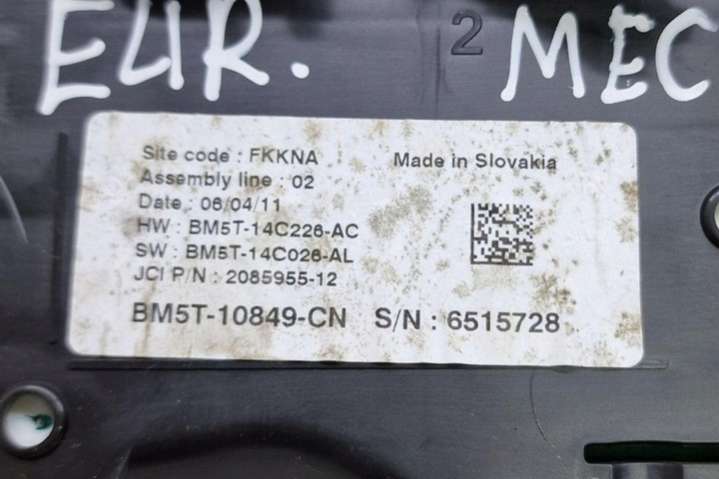 EUR. 2 MEC
Site code : FKKNA
Made in Slovakia
Assembly line : 02
Date : 06/04/11
HW : BM5T-14C226-AC
SW : BM5T-14C026-AL
JCI P/N : 2085955-12
BM5T-10849-CN S/N : 6515728